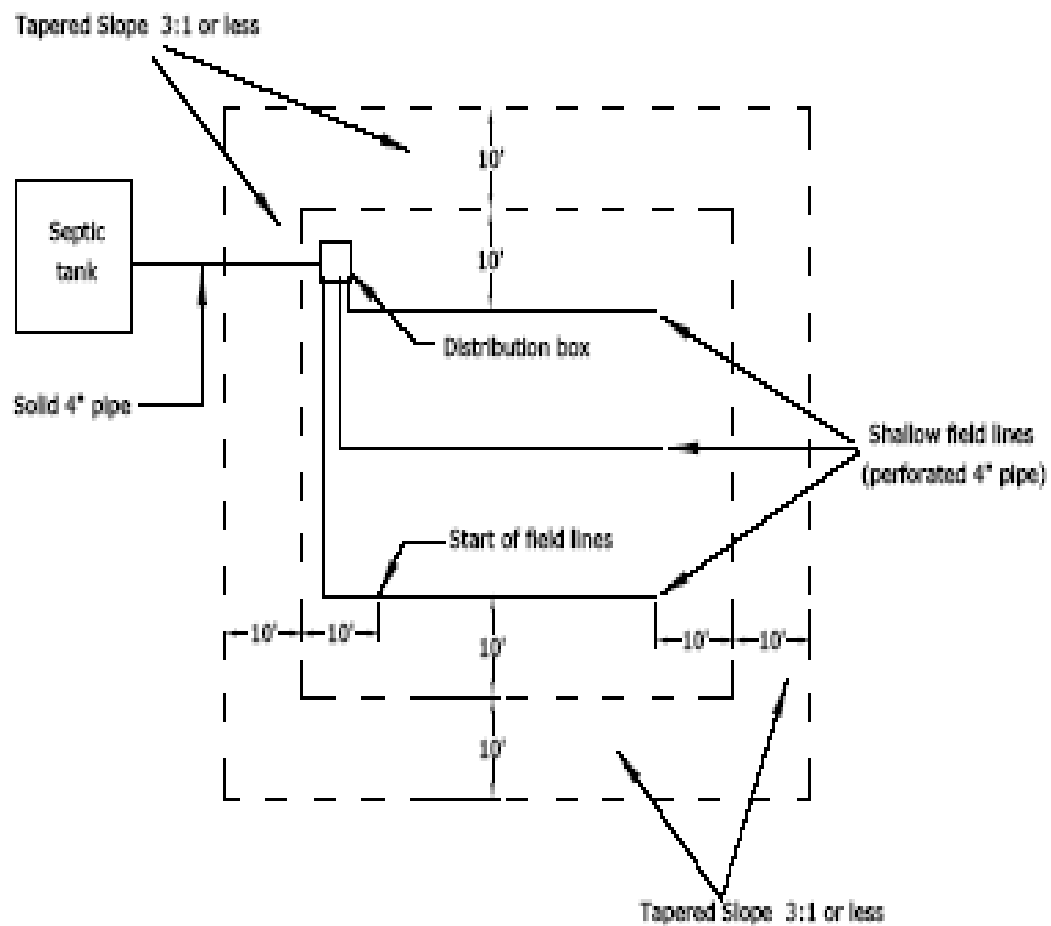 Tapered Slope 3:1 or less
10'
Septic
tank
10'
Distribution box
Solid 4" pipe
Shallow field lines
(perforated 4" pipe)
Start of field lines
10'
10'
10'
10'
10'
10'
Tapered Slope 3:1 or less